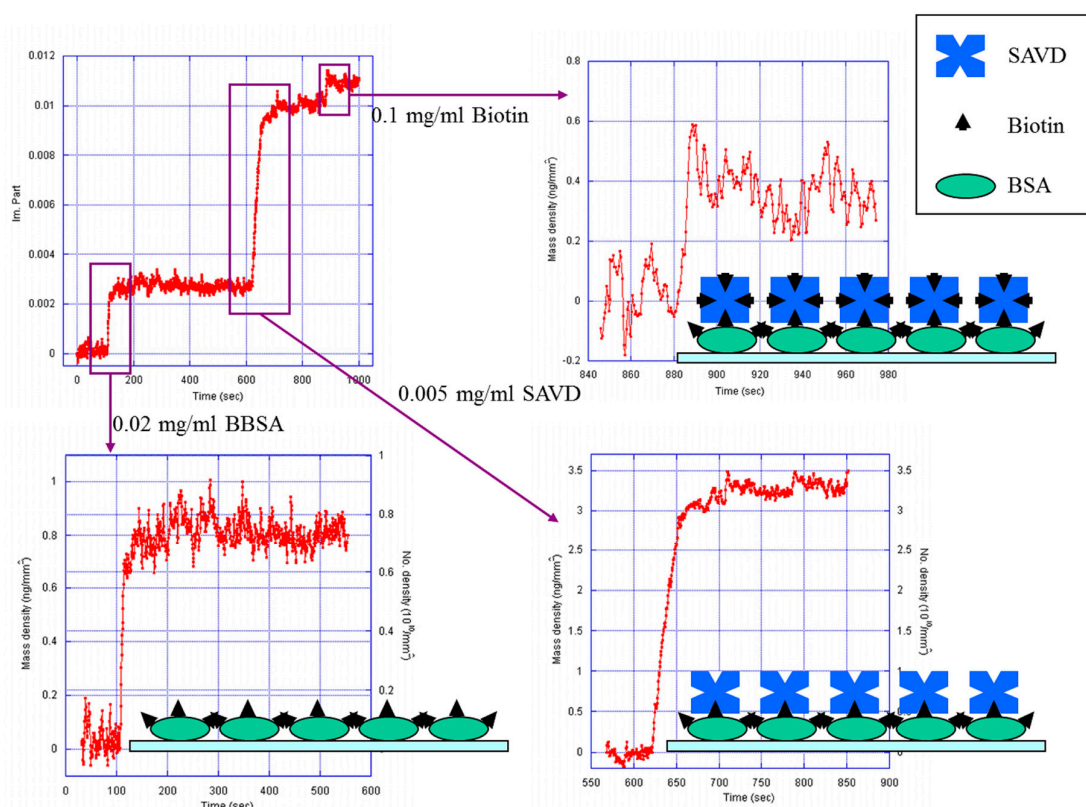 0.012
0.01
0.008
0.006
0.004
0.002
0
Im. Part
0 200 400 600 800 1000
Time (sec)
0.1 mg/ml Biotin
0.8
0.6
0.4
0.2
0
-0.2
Mass density (ng/mm²)
840 860 880 900 920 940 960 980
Time (sec)
SAVD
Biotin
BSA
0.02 mg/ml BBSA
0.005 mg/ml SAVD
1
0.8
0.6
0.4
0.2
0
Mass density (ng/mm²)
1
0.8
0.6
0.4
No. density (10¹⁰/mm²)
0 100 200 300 400 500 600
Time (sec)
3.5
3
2.5
2
1.5
1
0.5
0
Mass density (ng/mm²)
3.5
3
2.5
2
1.5
No. density (10¹⁰/mm²)
550 600 650 700 750 800 850 900
Time (sec)